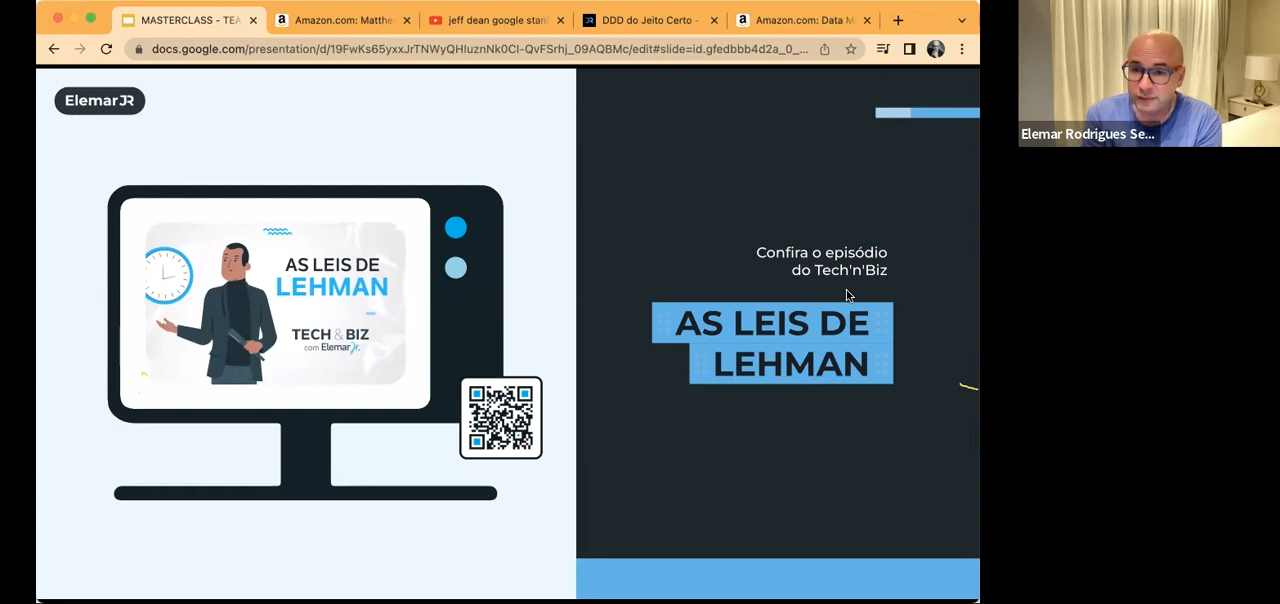 MASTERCLASS - TEA
Amazon.com: Matthe
jeff dean google stan
DDD do Jeito Certo -
Amazon.com: Data M
docs.google.com/presentation/d/19FwKs65yxxJrTNWyQHIuznNk0Cl-QvFSrhj_09AQBMc/edit#slide=id.gfedbbb4d2a_0_...
ElemarJR
AS LEIS DE
LEHMAN
TECH & BIZ
com ElemarJr.
Confira o episódio
do Tech'n'Biz
AS LEIS DE
LEHMAN
Elemar Rodrigues Se...